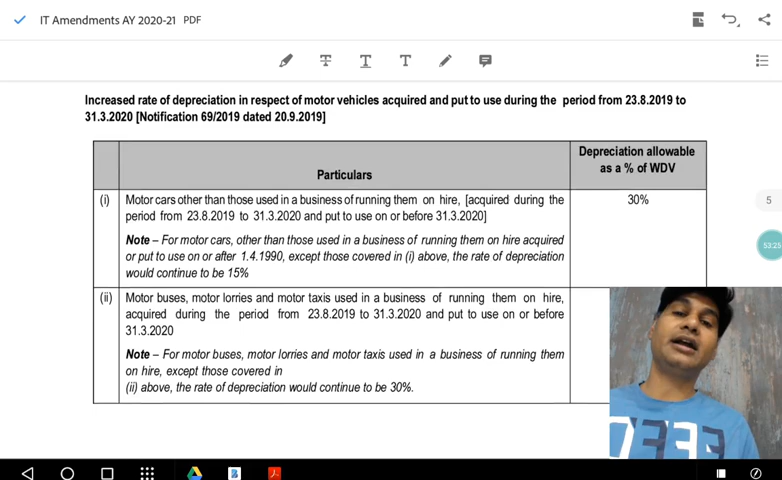 IT Amendments AY 2020-21 PDF
Increased rate of depreciation in respect of motor vehicles acquired and put to use during the period from 23.8.2019 to
31.3.2020 [Notification 69/2019 dated 20.9.2019]
Particulars
Depreciation allowable
as a % of WDV
(i) Motor cars other than those used in a business of running them on hire, [acquired during the
period from 23.8.2019 to 31.3.2020 and put to use on or before 31.3.2020]
30%
Note – For motor cars, other than those used in a business of running them on hire acquired
or put to use on or after 1.4.1990, except those covered in (i) above, the rate of depreciation
would continue to be 15%
(ii) Motor buses, motor lorries and motor taxis used in a business of running them on hire,
acquired during the period from 23.8.2019 to 31.3.2020 and put to use on or before
31.3.2020
Note – For motor buses, motor lorries and motor taxis used in a business of running them
on hire, except those covered in
(ii) above, the rate of depreciation would continue to be 30%.
5
53:25